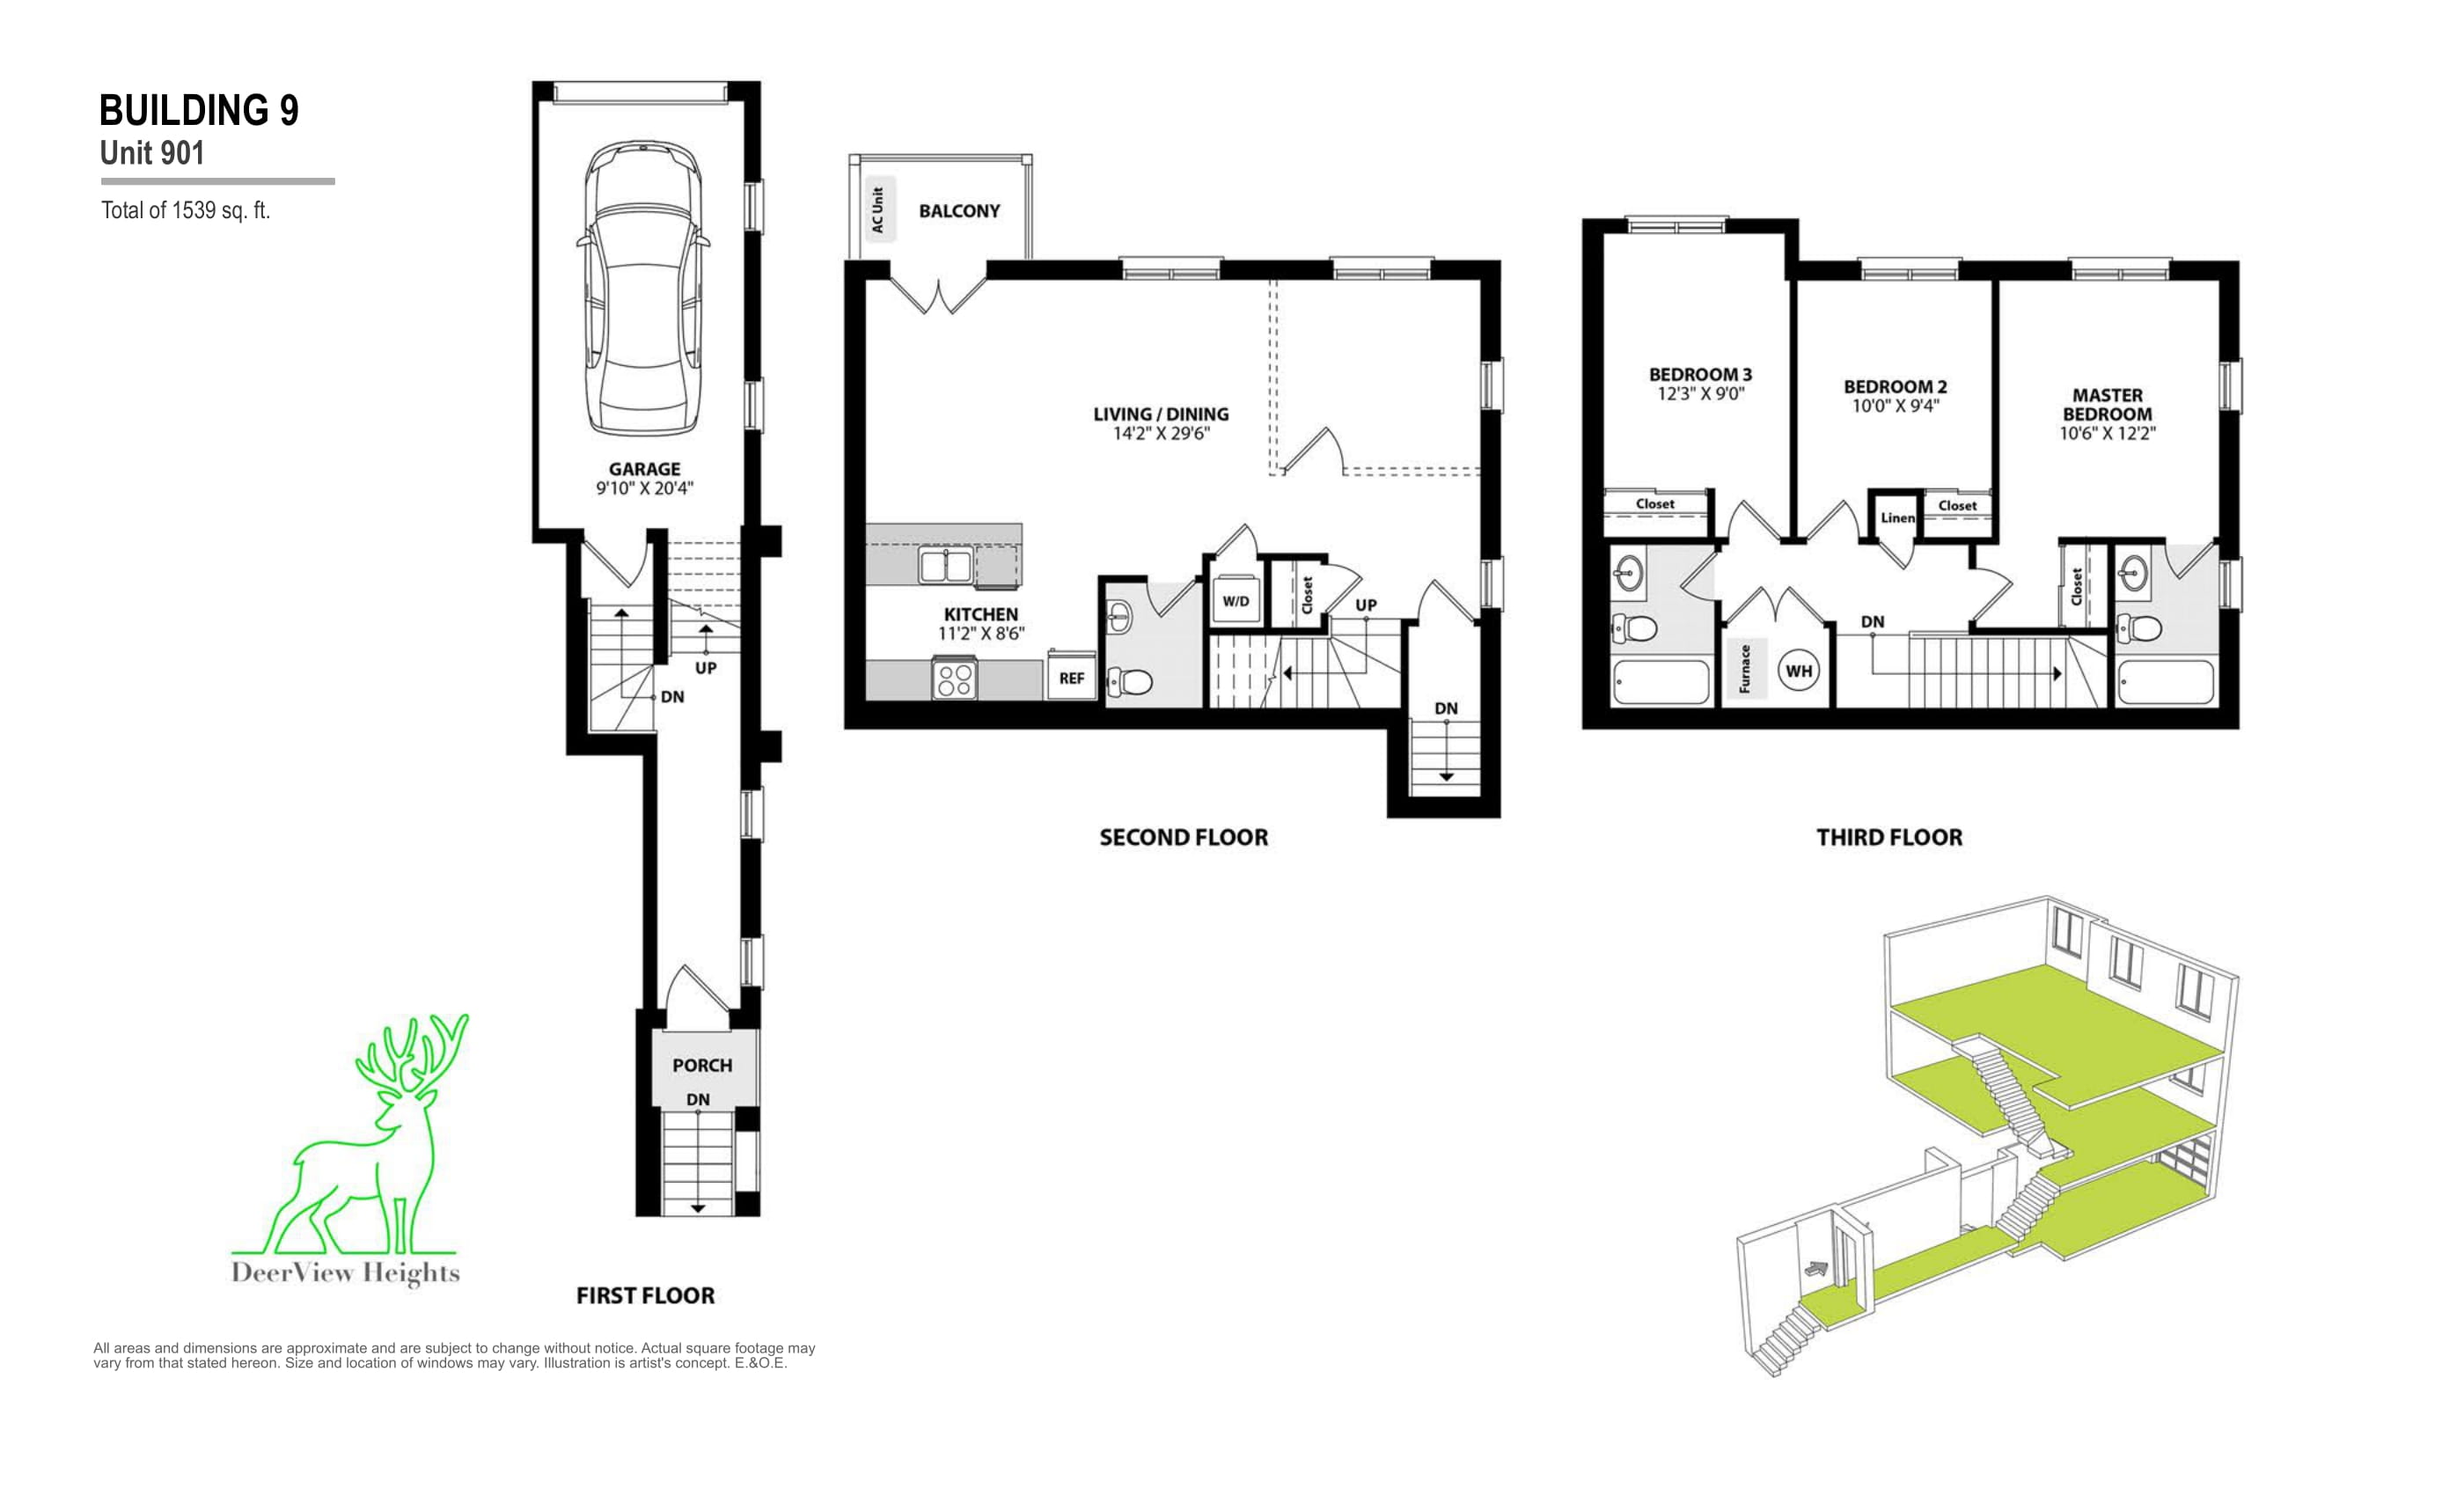 BUILDING 9
Unit 901
Total of 1539 sq. ft.
GARAGE
9'10" X 20'4"
UP
DN
PORCH
DN
FIRST FLOOR
AC Unit
BALCONY
LIVING / DINING
14'2" X 29'6"
KITCHEN
11'2" X 8'6"
REF
W/D
Closet
UP
DN
SECOND FLOOR
BEDROOM 3
12'3" X 9'0"
BEDROOM 2
10'0" X 9'4"
MASTER
BEDROOM
10'6" X 12'2"
Closet
Linen
Closet
Closet
DN
Furnace
WH
THIRD FLOOR
DeerView Heights
All areas and dimensions are approximate and are subject to change without notice. Actual square footage may
vary from that stated hereon. Size and location of windows may vary. Illustration is artist's concept. E.&O.E.